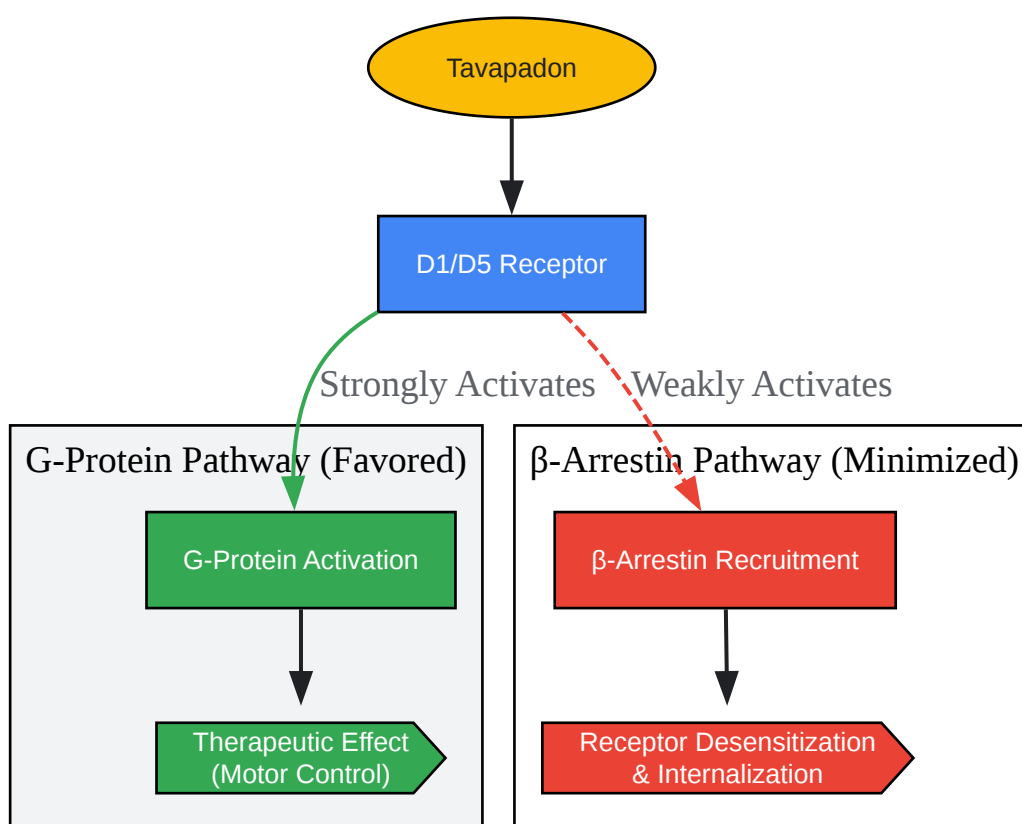 Tavapadon
D1/D5 Receptor
Strongly Activates
Weakly Activates
G-Protein Pathway (Favored)
β-Arrestin Pathway (Minimized)
G-Protein Activation
β-Arrestin Recruitment
Therapeutic Effect
(Motor Control)
Receptor Desensitization
& Internalization